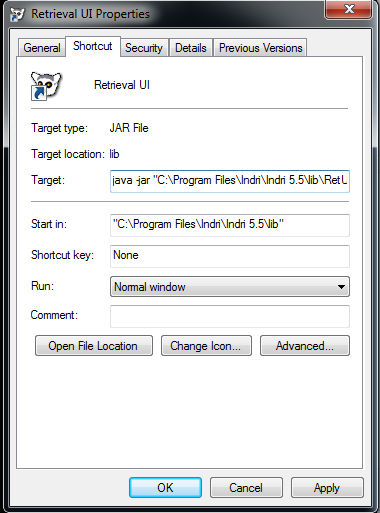 Retrieval UI Properties
General Shortcut Security Details Previous Versions
Retrieval UI
Target type: JAR File
Target location: lib
Target: java -jar "C:\Program Files\Indri\Indri 5.5\lib\RetU
Start in: "C:\Program Files\Indri\Indri 5.5\lib"
Shortcut key: None
Run: Normal window
Comment:
Open File Location Change Icon... Advanced...
OK Cancel Apply